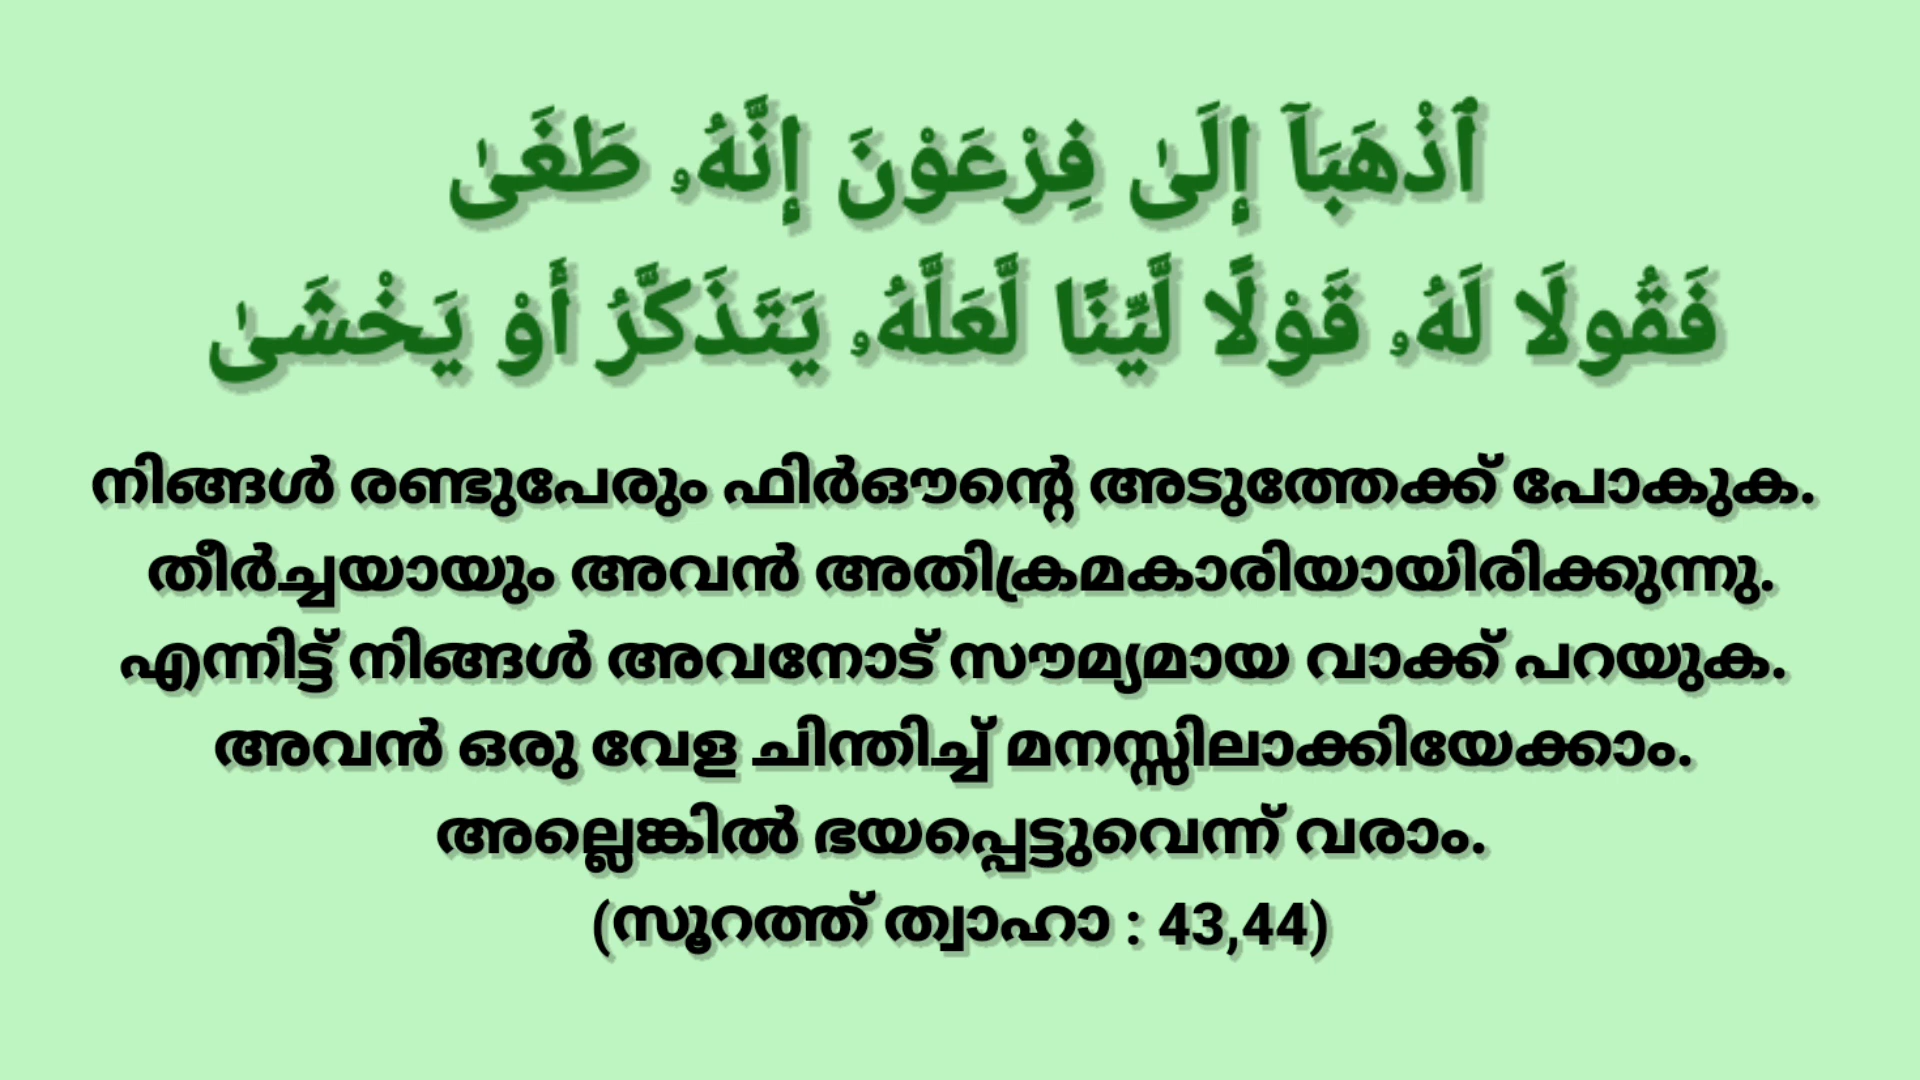 ٱذْهَبَآ إِلَىٰ فِرْعَوْنَ إِنَّهُۥ طَغَىٰ
فَقُولَا لَهُۥ قَوْلًا لَّيِّنًا لَّعَلَّهُۥ يَتَذَكَّرُ أَوْ يَخْشَىٰ
നിങ്ങൾ രണ്ടുപേരും ഫിർഔന്റെ അടുത്തേക്ക് പോകുക.
തീർച്ചയായും അവൻ അതിക്രമകാരിയായിരിക്കുന്നു.
എന്നിട്ട് നിങ്ങൾ അവനോട് സൗമ്യമായ വാക്ക് പറയുക.
അവൻ ഒരു വേള ചിന്തിച്ച് മനസ്സിലാക്കിയേക്കാം.
അല്ലെങ്കിൽ ഭയപ്പെട്ടുവെന്ന് വരാം.
(സൂറത്ത് ത്വാഹാ : 43,44)